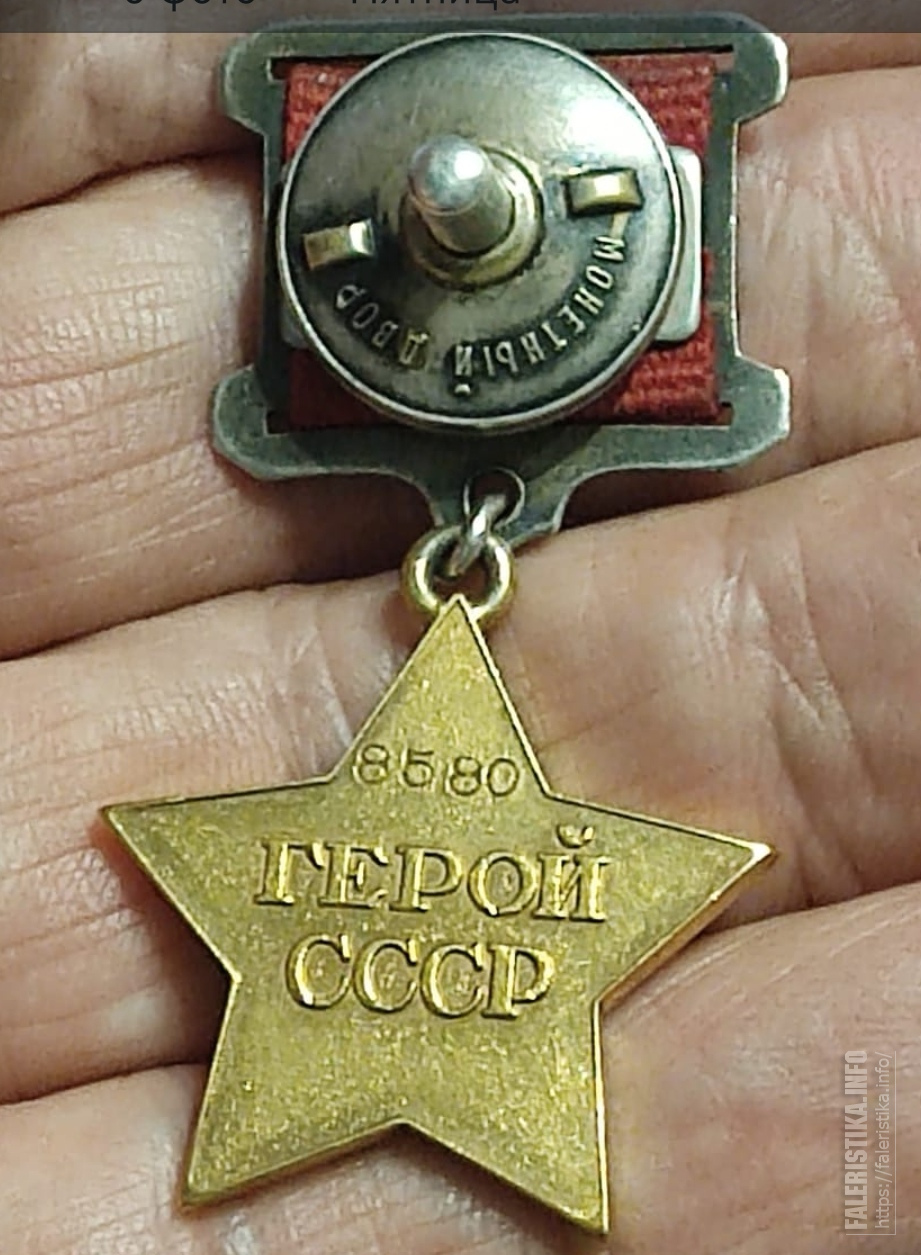 МОНЕТНЫЙ ДВОР
8580
ГЕРОЙ
СССР
FALERISTIKA.INFO
https://faleristika.info/